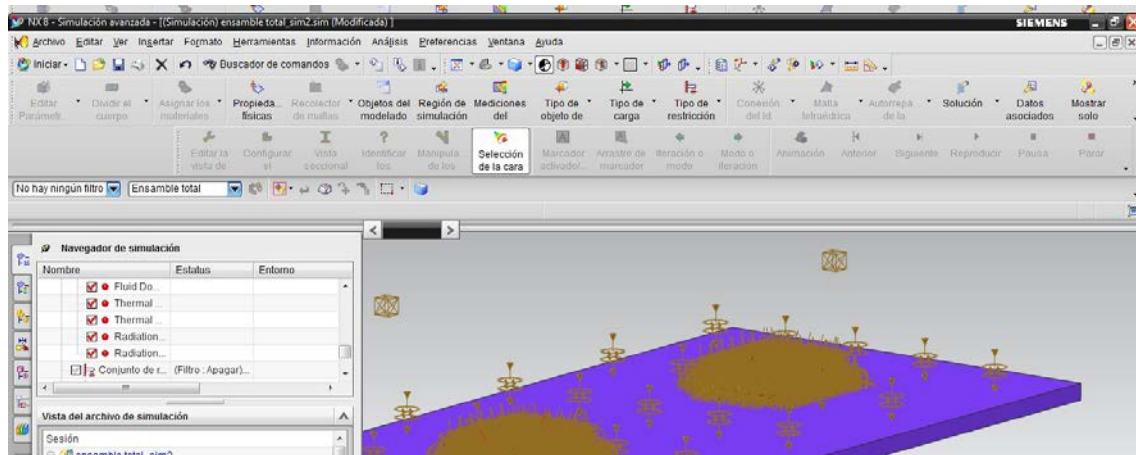 NX 8 - Simulación avanzada - [(Simulación) ensamble total_sim2.sim (Modificada) ]
SIEMENS
Archivo Editar Ver Insertar Formato Herramientas Información Análisis Preferencias Ventana Ayuda
Iniciar Buscador de comandos
Editar Dividir el Asignar los Propieda... Recolector Objetos del Región de Mediciones Tipo de Tipo de Tipo de Conexión Malla Autorrepa. Solución Datos Mostrar
Parámetr. cuerpo materiales físicas de mallas modelado simulación del objeto de carga restricción del Id tetraédrica de la asociados solo
Editar la Configurar Vista Identificar Manipula Selección Marcador Arrastre de Iteración o Modo o Animación Anterior Siguiente Reproducir Pausa Parar
vista de el seccional los de los de la cara activado/... marcador modo iteración
No hay ningún filtro Ensamble total
Navegador de simulación
Nombre Estatus Entorno
Fluid Do...
Thermal ...
Thermal ...
Radiation...
Radiation...
Conjunto de r... (Filtro : Apagar)...
Vista del archivo de simulación
Sesión
ensamble total_sim2